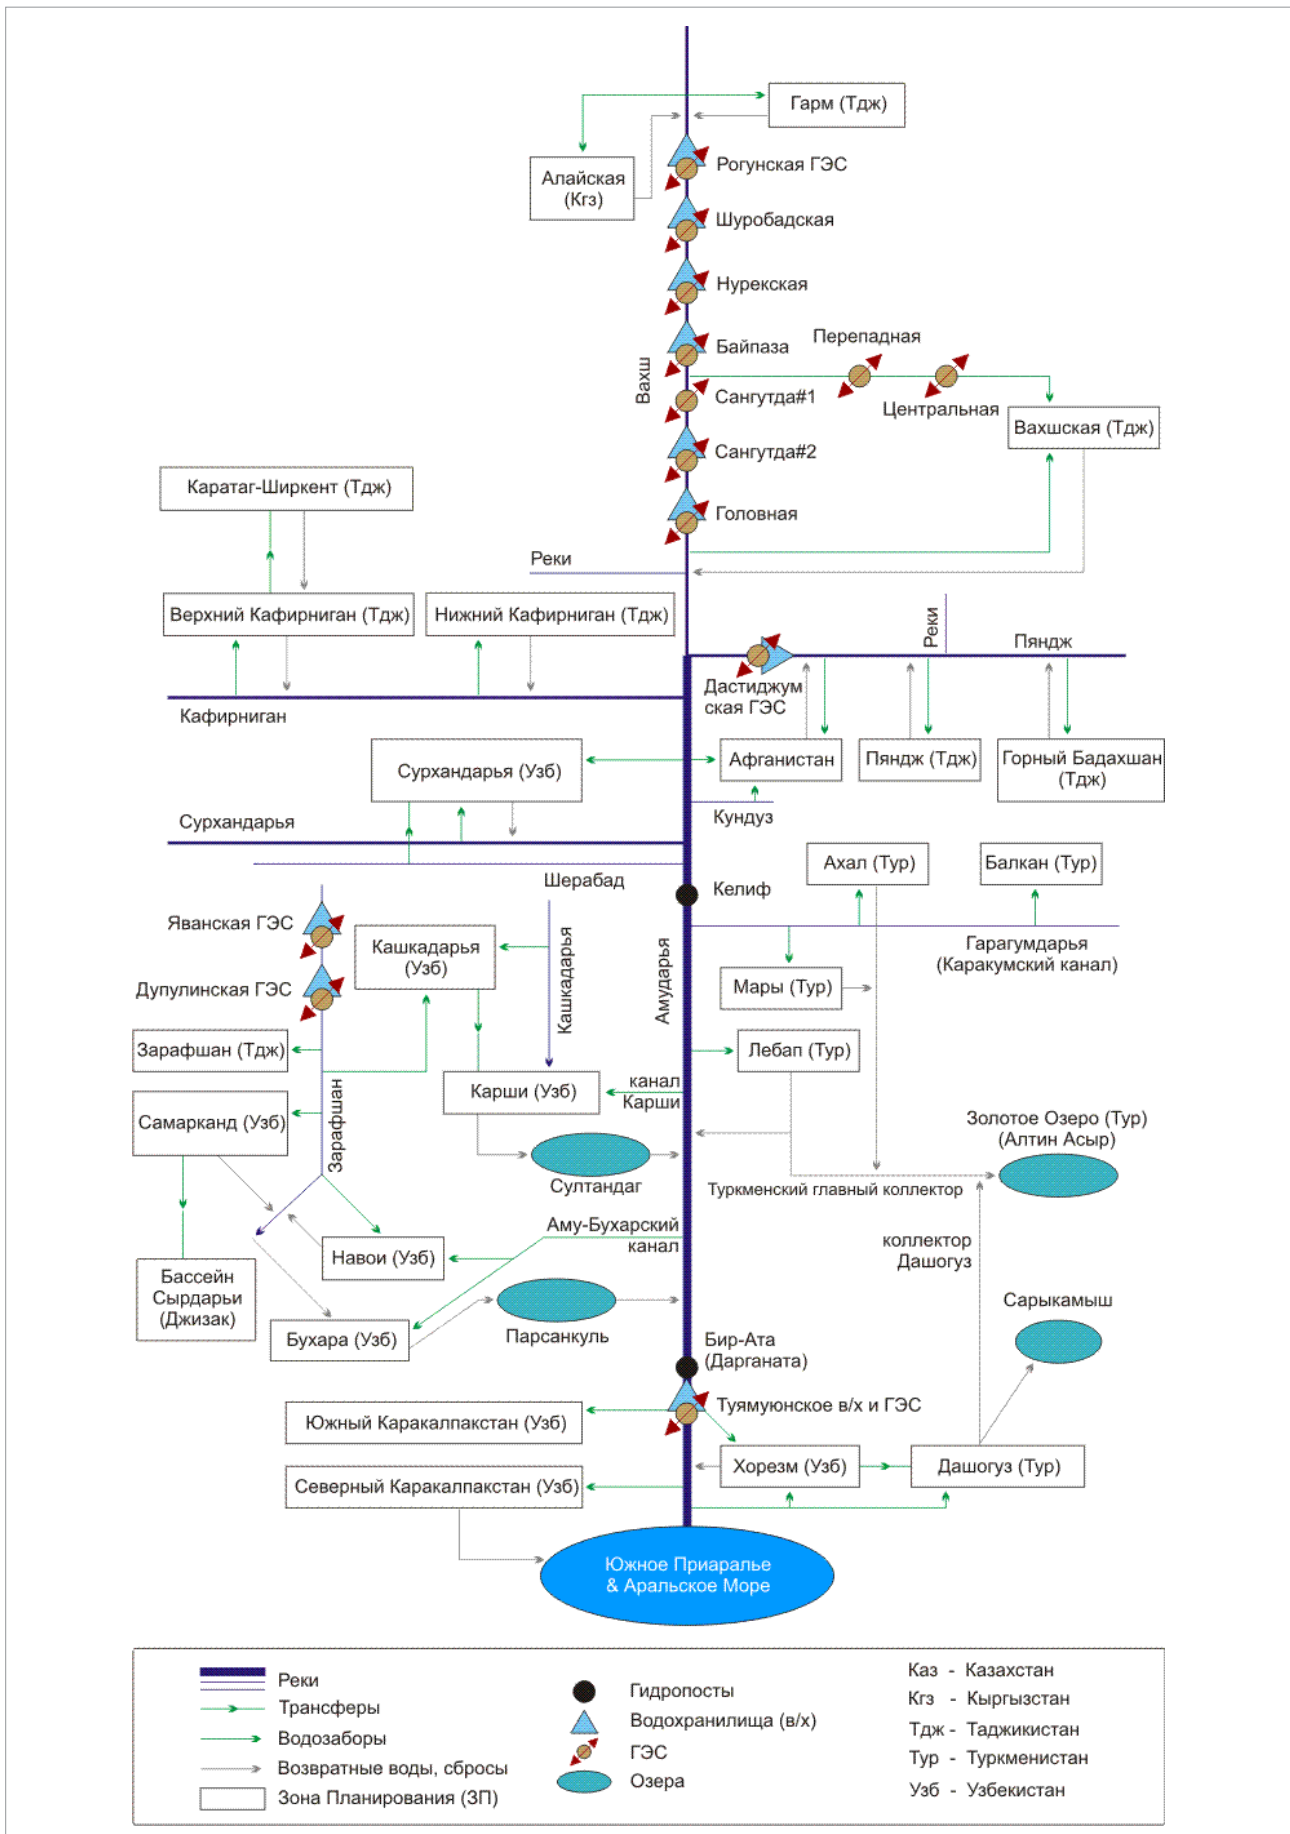 Гарм (Тдж)
Рогунская ГЭС
Алайская
(Кгз)
Шуробадская
Нурекская
Перепадная
Байпаза
Вахш
Сангутда#1
Центральная
Вахшская (Тдж)
Сангутда#2
Каратаг-Ширкент (Тдж)
Головная
Реки
Верхний Кафирниган (Тдж)
Нижний Кафирниган (Тдж)
Реки
Пяндж
Дастиджум
ская ГЭС
Кафирниган
Сурхандарья (Узб)
Афганистан
Пяндж (Тдж)
Горный Бадахшан
(Тдж)
Кундуз
Сурхандарья
Ахал (Тур)
Балкан (Тур)
Шерабад
Келиф
Яванская ГЭС
Кашкадарья
(Узб)
Кашкадарья
Амударья
Гарагумдарья
(Каракумский канал)
Дупулинская ГЭС
Мары (Тур)
Зарафшан (Тдж)
Лебап (Тур)
Карши (Узб)
канал
Карши
Самарканд (Узб)
Зарафшан
Золотое Озеро (Тур)
(Алтин Асыр)
Султандаг
Туркменский главный коллектор
Аму-Бухарский
канал
коллектор
Дашогуз
Навои (Узб)
Бассейн
Сырдарьи
(Джизак)
Сарыкамыш
Бухара (Узб)
Парсанкуль
Бир-Ата
(Дарганата)
Туямуюнское в/х и ГЭС
Южный Каракалпакстан (Узб)
Хорезм (Узб)
Дашогуз (Тур)
Северный Каракалпакстан (Узб)
Южное Приаралье
& Аральское Море
Реки
Трансферы
Водозаборы
Возвратные воды, сбросы
Зона Планирования (ЗП)
Гидропосты
Водохранилища (в/х)
ГЭС
Озера
Каз - Казахстан
Кгз - Кыргызстан
Тдж - Таджикистан
Тур - Туркменистан
Узб - Узбекистан